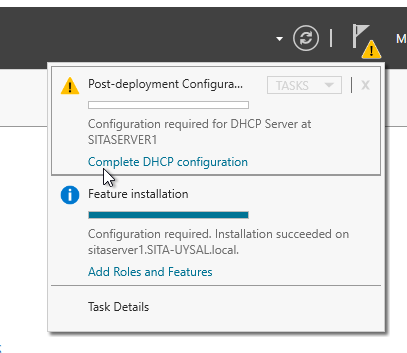 M
Post-deployment Configura...
TASKS
X
Configuration required for DHCP Server at
SITASERVER1
Complete DHCP configuration
Feature installation
Configuration required. Installation succeeded on
sitaserver1.SITA-UYSAL.local.
Add Roles and Features
Task Details